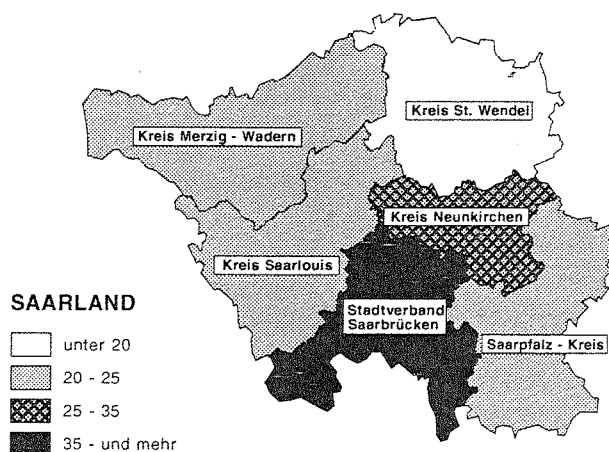 Kreis St. Wendel
Kreis Merzig - Wadern
Kreis Neunkirchen
Kreis Saarlouis
Stadtverband
Saarbrücken
Saarpfalz - Kreis
SAARLAND
unter 20
20 - 25
25 - 35
35 - und mehr